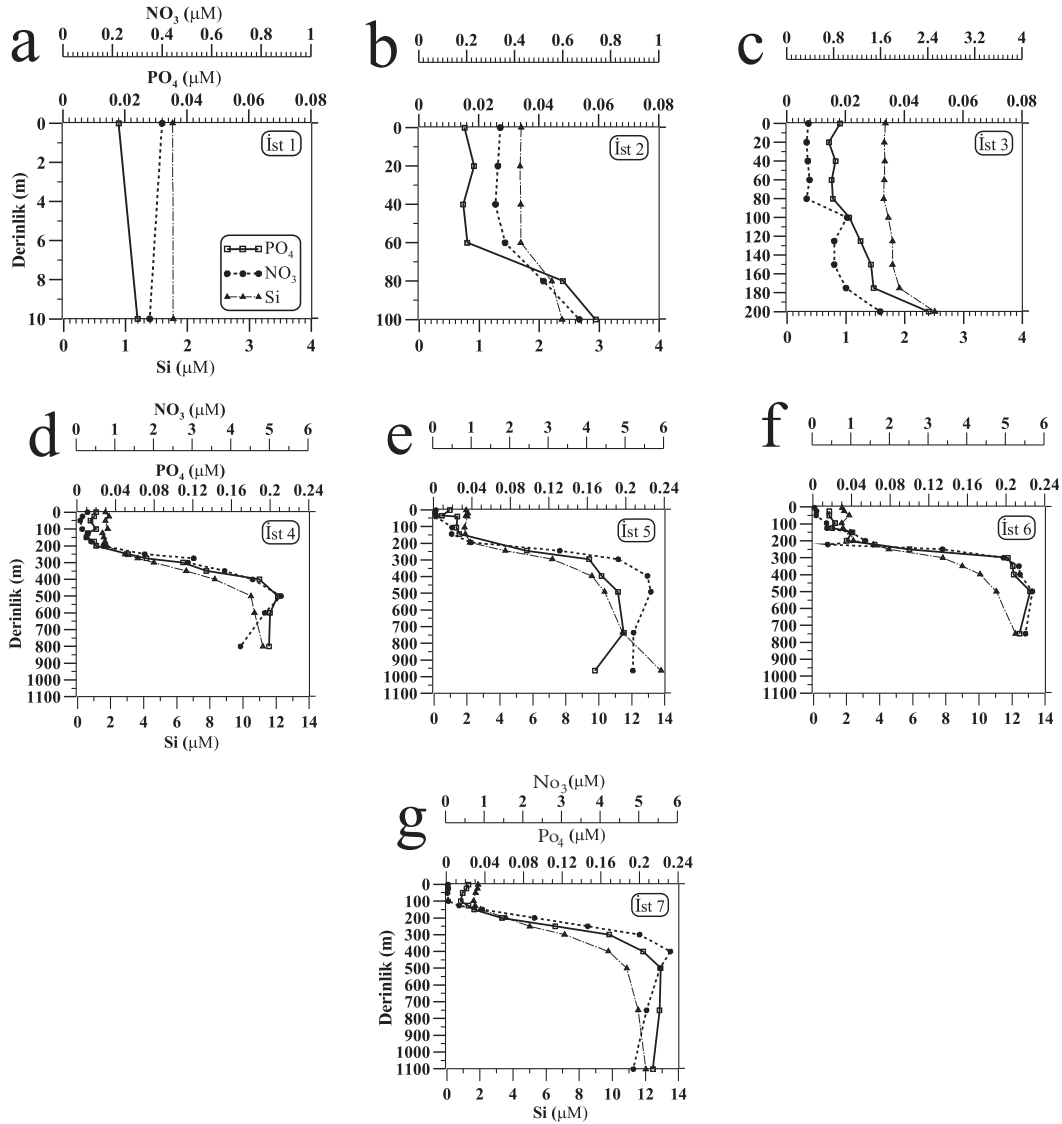 a
NO3 (μM)
0 0.2 0.4 0.6 0.8 1
PO4 (μM)
0 0.02 0.04 0.06 0.08
İst 1
Derinlik (m)
0
2
4
6
8
10
PO4
NO3
Si
0 1 2 3 4
Si (μM)
b
0 0.2 0.4 0.6 0.8 1
0 0.02 0.04 0.06 0.08
İst 2
0
20
40
60
80
100
0 1 2 3 4
c
0 0.8 1.6 2.4 3.2 4
0 0.02 0.04 0.06 0.08
İst 3
0
20
40
60
80
100
120
140
160
180
200
0 1 2 3 4
d
NO3 (μM)
0 1 2 3 4 5 6
PO4 (μM)
0 0.04 0.08 0.12 0.16 0.2 0.24
İst 4
Derinlik (m)
0
100
200
300
400
500
600
700
800
900
1000
1100
0 2 4 6 8 10 12 14
Si (μM)
e
0 1 2 3 4 5 6
0 0.04 0.08 0.12 0.16 0.2 0.24
İst 5
0
100
200
300
400
500
600
700
800
900
1000
1100
0 2 4 6 8 10 12 14
f
0 1 2 3 4 5 6
0 0.04 0.08 0.12 0.16 0.2 0.24
İst 6
0
100
200
300
400
500
600
700
800
900
1000
1100
0 2 4 6 8 10 12 14
g
No3(μM)
0 1 2 3 4 5 6
Po4 (μM)
0 0.04 0.08 0.12 0.16 0.2 0.24
İst 7
Derinlik (m)
0
100
200
300
400
500
600
700
800
900
1000
1100
0 2 4 6 8 10 12 14
Si (μM)